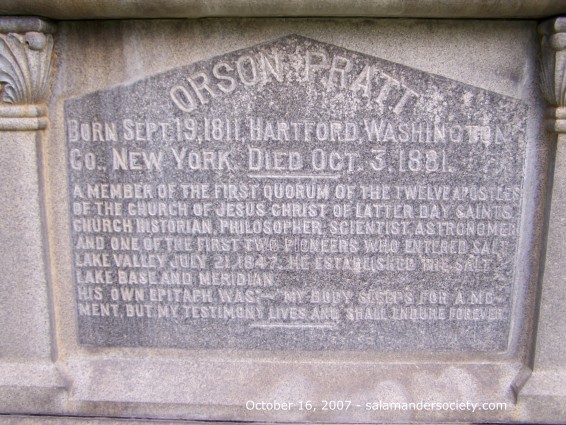 ORSON PRATT
BORN SEPT. 19, 1811, HARTFORD, WASHINGTON
CO., NEW YORK. DIED OCT. 3, 1881.
A MEMBER OF THE FIRST QUORUM OF THE TWELVE APOSTLES
OF THE CHURCH OF JESUS CHRIST OF LATTER DAY SAINTS
CHURCH HISTORIAN, PHILOSOPHER, SCIENTIST, ASTRONOMER
AND ONE OF THE FIRST TWO PIONEERS WHO ENTERED SALT
LAKE VALLEY JULY 21, 1847. HE ESTABLISHED THE SALT
LAKE BASE AND MERIDIAN.
HIS OWN EPITAPH WAS:— MY BODY SLEEPS FOR A MO-
MENT, BUT MY TESTIMONY LIVES AND SHALL ENDURE FOREVER
October 16, 2007 - salamandersociety.com